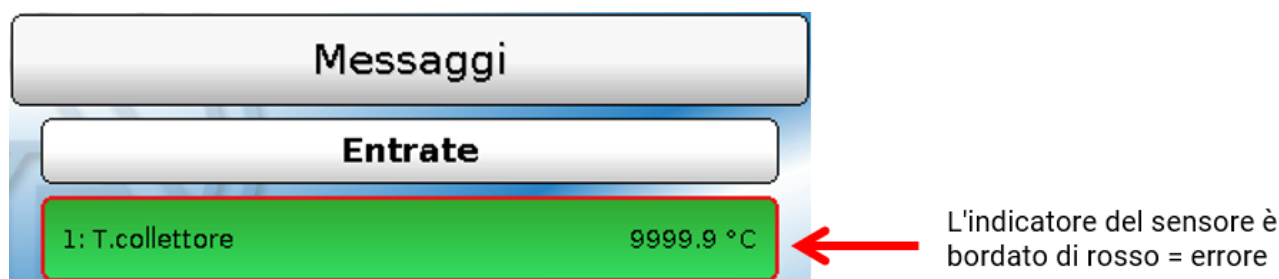 Messaggi
Entrate
1: T.collettore 9999.9 °C
L'indicatore del sensore è
bordato di rosso = errore